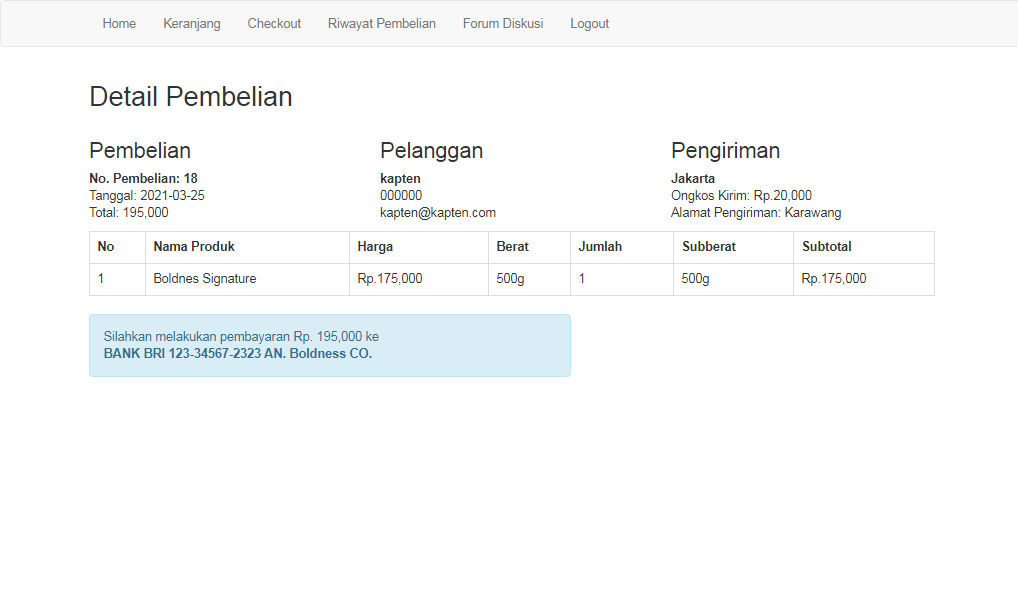 Home Keranjang Checkout Riwayat Pembelian Forum Diskusi Logout
Detail Pembelian
Pembelian
No. Pembelian: 18
Tanggal: 2021-03-25
Total: 195,000
Pelanggan
kapten
000000
kapten@kapten.com
Pengiriman
Jakarta
Ongkos Kirim: Rp.20,000
Alamat Pengiriman: Karawang
No Nama Produk Harga Berat Jumlah Subberat Subtotal
1 Boldnes Signature Rp.175,000 500g 1 500g Rp.175,000
Silahkan melakukan pembayaran Rp. 195,000 ke
BANK BRI 123-34567-2323 AN. Boldness CO.